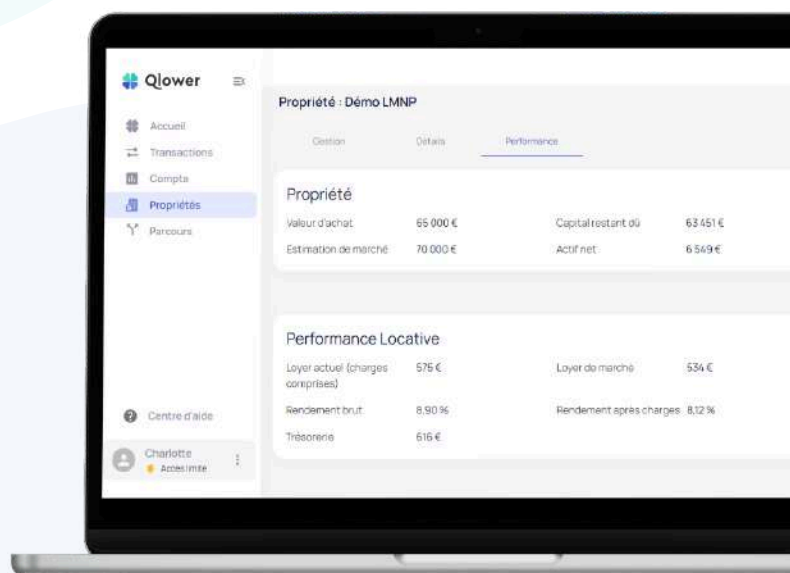 Qlower
Propriété : Démo LMNP
Accueil
Transactions
Compta
Propriétés
Parcours
Gestion Détails Performance
Propriété
Valeur d'achat 65 000 € Capital restant dû 63 451 €
Estimation de marché 70 000 € Actif net 6 549 €
Performance Locative
Loyer actuel (charges comprises) 575 € Loyer de marché 534 €
Rendement brut 8,90 % Rendement après charges 8,12 %
Trésorerie 616 €
Centre d'aide
Charlotte
Accès limité